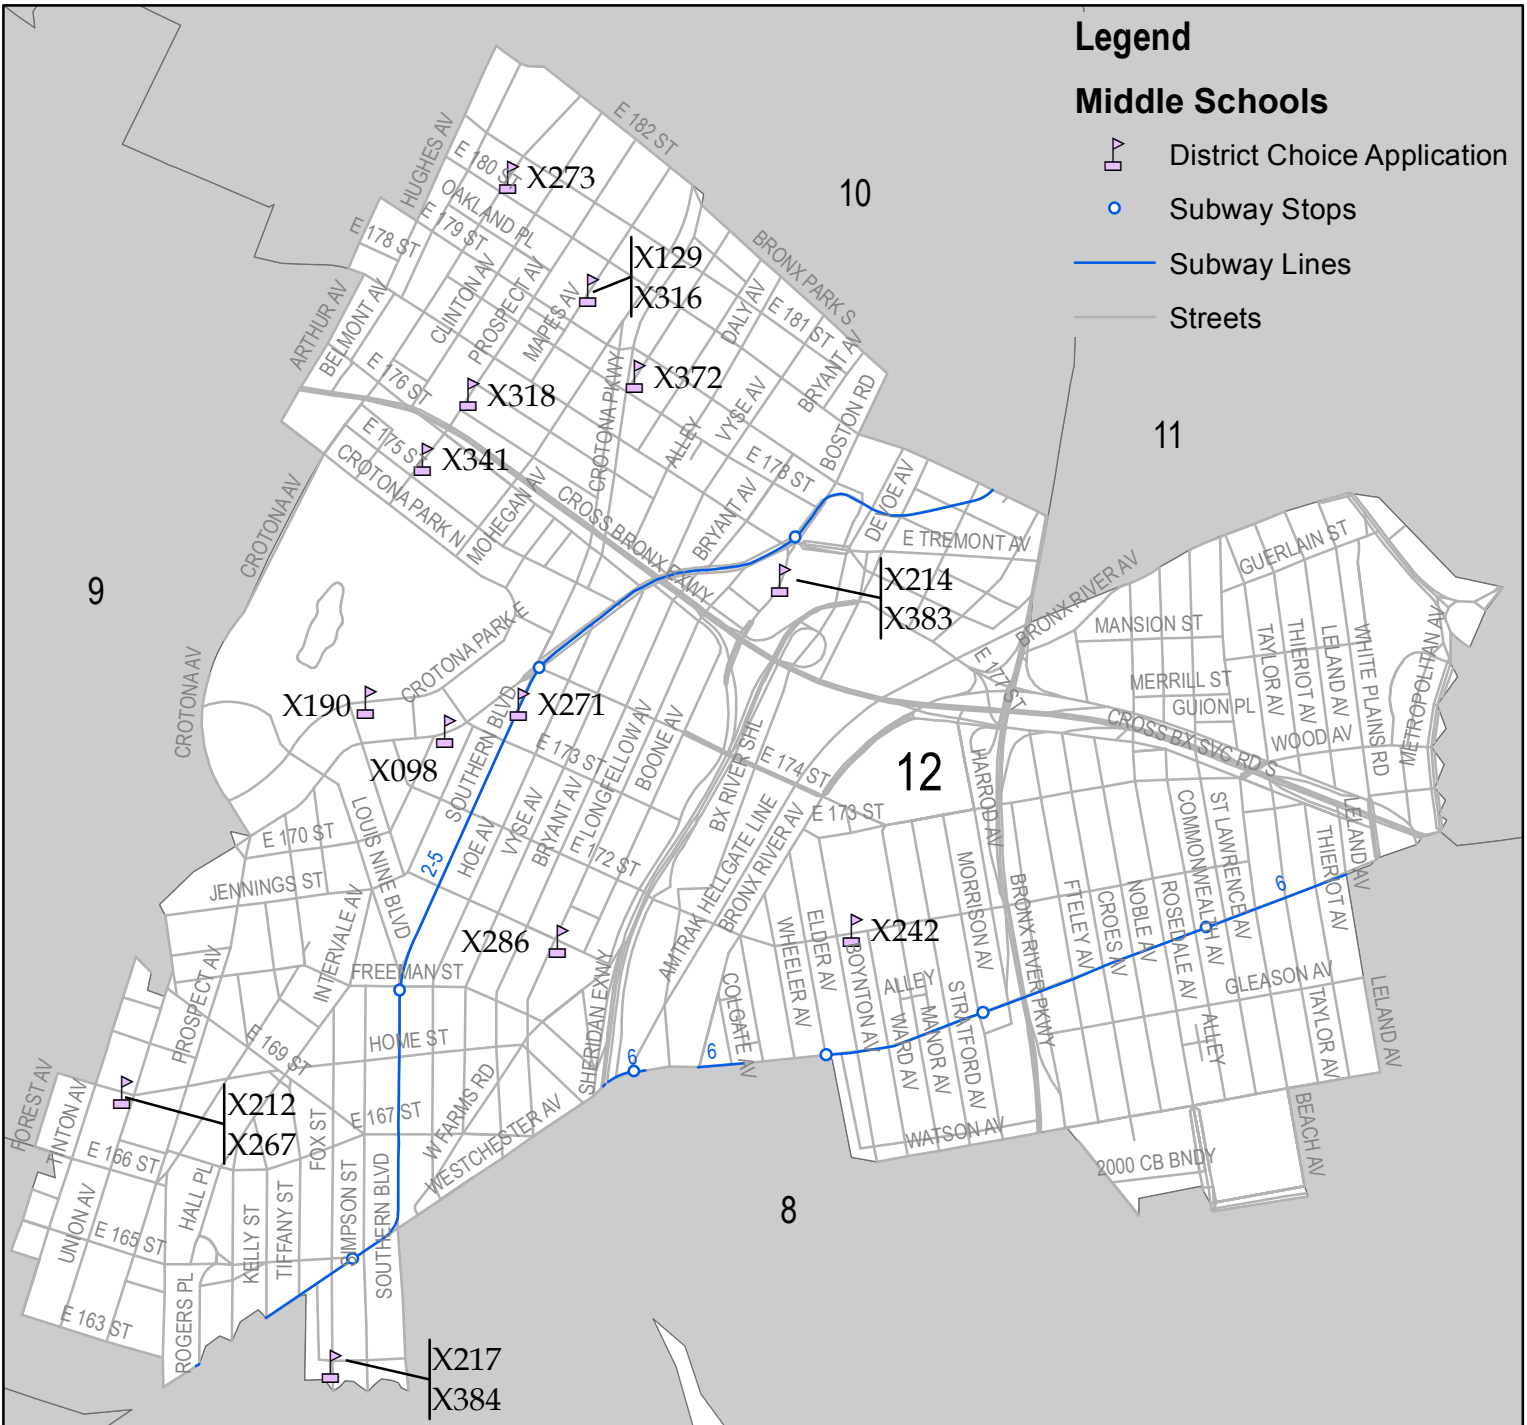 Legend
Middle Schools
District Choice Application
Subway Stops
Subway Lines
Streets
10
11
9
12
8
E 182 ST
HUGHES AV
E 180 ST
X273
OAKLAND PL
E 179 ST
E 178 ST
X129
X316
BRONX PARK S
ARTHUR AV
BELMONT AV
CLINTON AV
PROSPECT AV
MAPES AV
DALY AV
E 181 ST
BRYANT AV
E 176 ST
X318
CROTONA PKWY
X372
VYSE AV
BOSTON RD
ALLEY
E 175 ST
X341
CROTONA PARK N
MOHEGAN AV
E 178 ST
CROTONA AV
CROSS BRONX EXWY
BRYANT AV
DEVOE AV
E TREMONT AV
X214
X383
BRONX RIVER AV
GUERLAIN ST
MANSION ST
TAYLOR AV
THIERIOT AV
LELAND AV
WHITE PLAINS RD
METROPOLITAN AV
E 177 ST
MERRILL ST
GUION PL
WOOD AV
CROSS BX SVC RD S
CROTONA AV
CROTONA PARK E
X190
X098
SOUTHERN BLVD
X271
E 173 ST
E 174 ST
BX RIVER SHL
E 173 ST
HARROD AV
LOUIS NINE BLVD
2-5
HOE AV
VYSE AV
BRYANT AV
LONGFELLOW AV
BOONE AV
E 172 ST
E 170 ST
JENNINGS ST
INTERVALE AV
AMTRAK HELLGATE LINE
BRONX RIVER AV
COMMONWEALTH AV
ST LAWRENCE AV
LELAND AV
THIERIOT AV
6
X286
FREEMAN ST
SHERIDAN EXWY
COLGATE AV
WHEELER AV
ELDER AV
X242
BOYNTON AV
ALLEY
WARD AV
MANOR AV
STRATFORD AV
MORRISON AV
BRONX RIVER PKWY
FTELEY AV
CROES AV
NOBLE AV
ROSEDALE AV
GLEASON AV
ALLEY
TAYLOR AV
LELAND AV
PROSPECT AV
E 169 ST
HOME ST
6
6
FOREST AV
TINTON AV
X212
X267
FOX ST
E 167 ST
W FARMS RD
WESTCHESTER AV
WATSON AV
2000 CB BNDY
BEACH AV
E 166 ST
HALL PL
UNION AV
E 165 ST
KELLY ST
TIFFANY ST
SIMPSON ST
SOUTHERN BLVD
E 163 ST
ROGERS PL
X217
X384